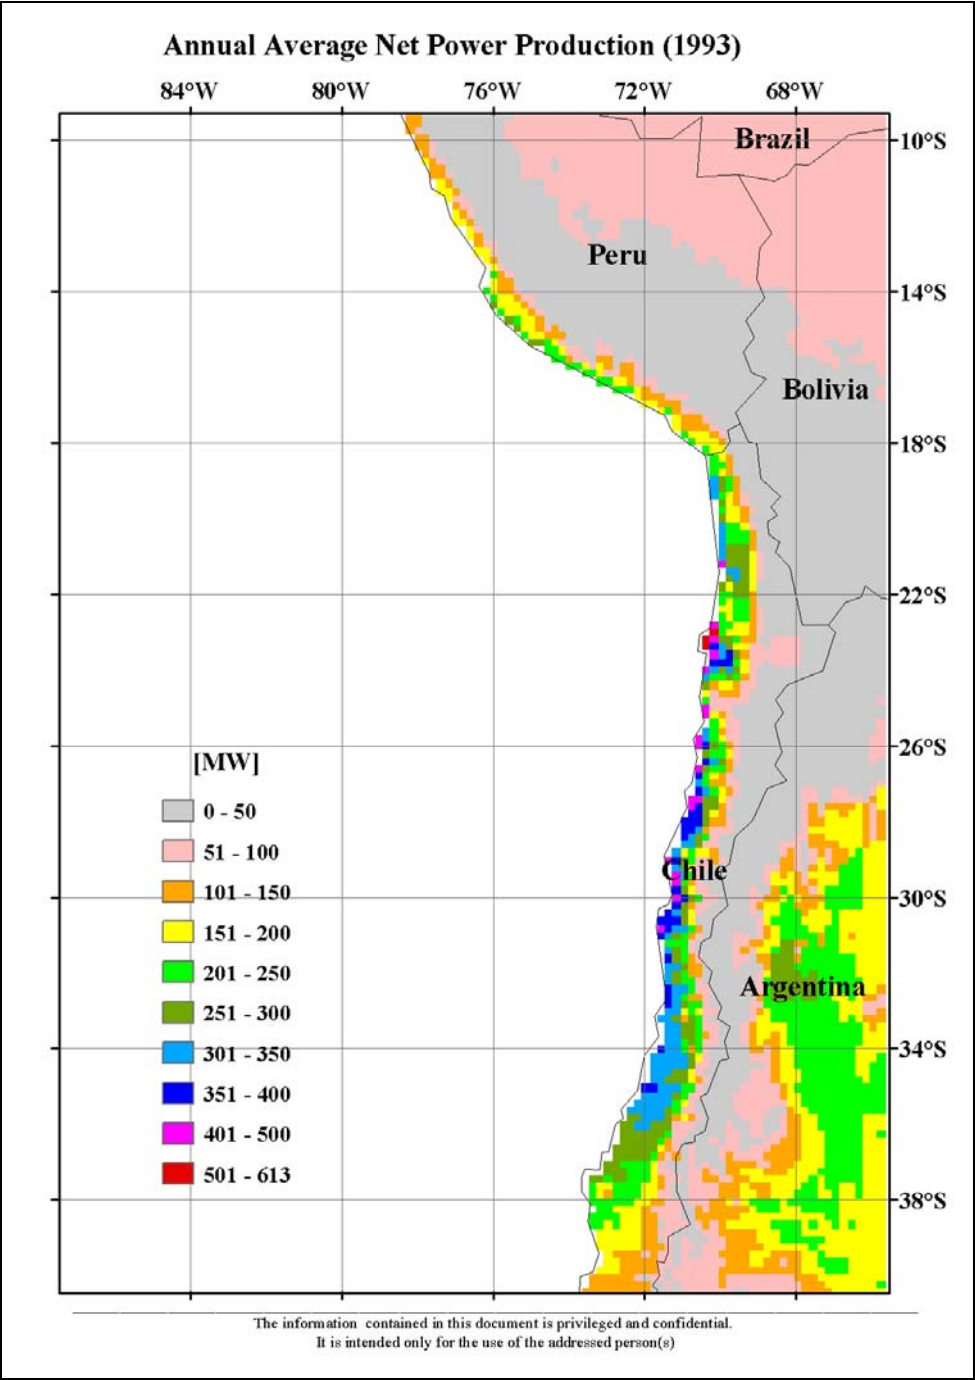 Annual Average Net Power Production (1993)
84°W 80°W 76°W 72°W 68°W
Brazil
10°S
Peru
14°S
Bolivia
18°S
22°S
26°S
[MW]
0 - 50
51 - 100
Chile
101 - 150
30°S
151 - 200
201 - 250
Argentina
251 - 300
34°S
301 - 350
351 - 400
401 - 500
501 - 613
38°S
The information contained in this document is privileged and confidential.
It is intended only for the use of the addressed person(s)